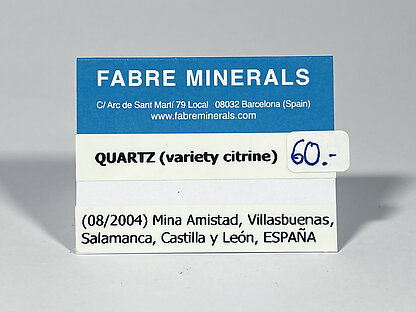 FABRE MINERALS
C/ Arc de Sant Martí 79 Local 08032 Barcelona (Spain)
www.fabreminerals.com
QUARTZ (variety citrine) 60.-
(08/2004) Mina Amistad, Villasbuenas,
Salamanca, Castilla y León, ESPAÑA